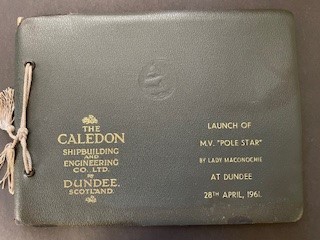 THE
CALEDON
SHIPBUILDING
AND
ENGINEERING
CO., LTD.
OF
DUNDEE.
SCOTLAND.
LAUNCH OF
M.V. "POLE STAR"
BY LADY MACONOCHIE
AT DUNDEE
28TH APRIL, 1961.